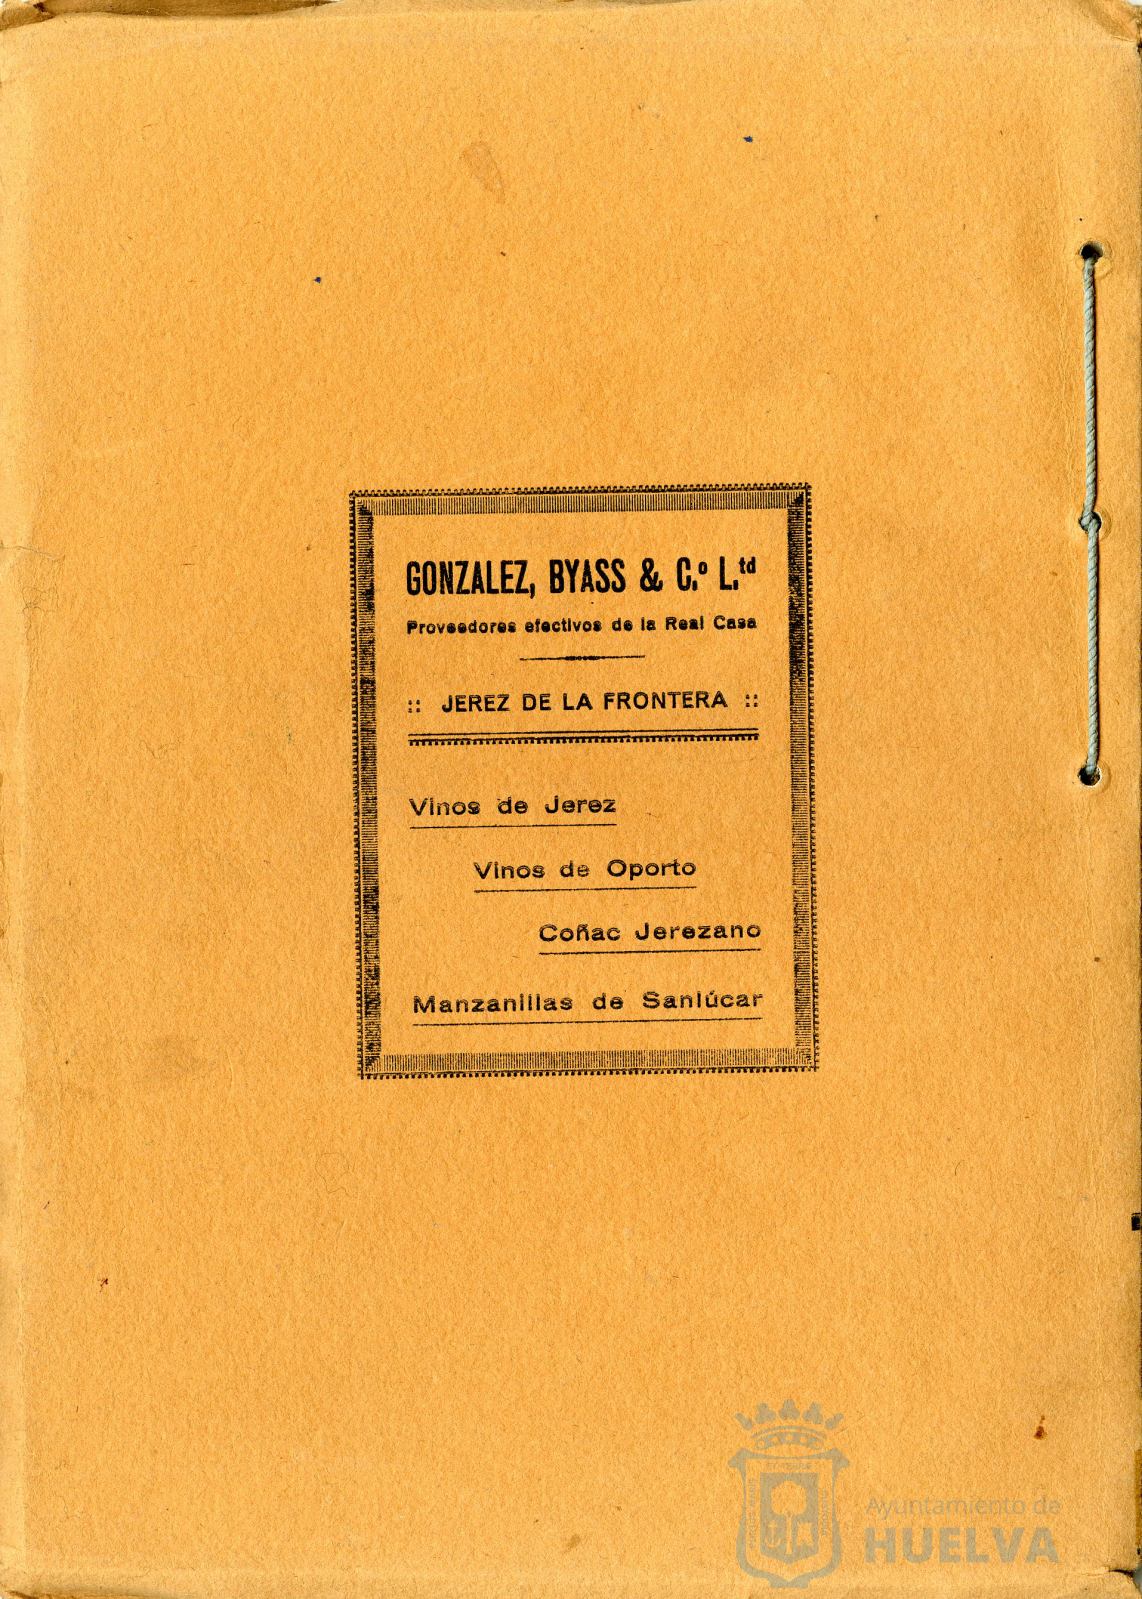 GONZALEZ, BYASS & C.º L.td
Proveedores efectivos de la Real Casa
:: JEREZ DE LA FRONTERA ::
Vinos de Jerez
Vinos de Oporto
Coñac Jerezano
Manzanillas de Sanlúcar
Ayuntamiento de
HUELVA